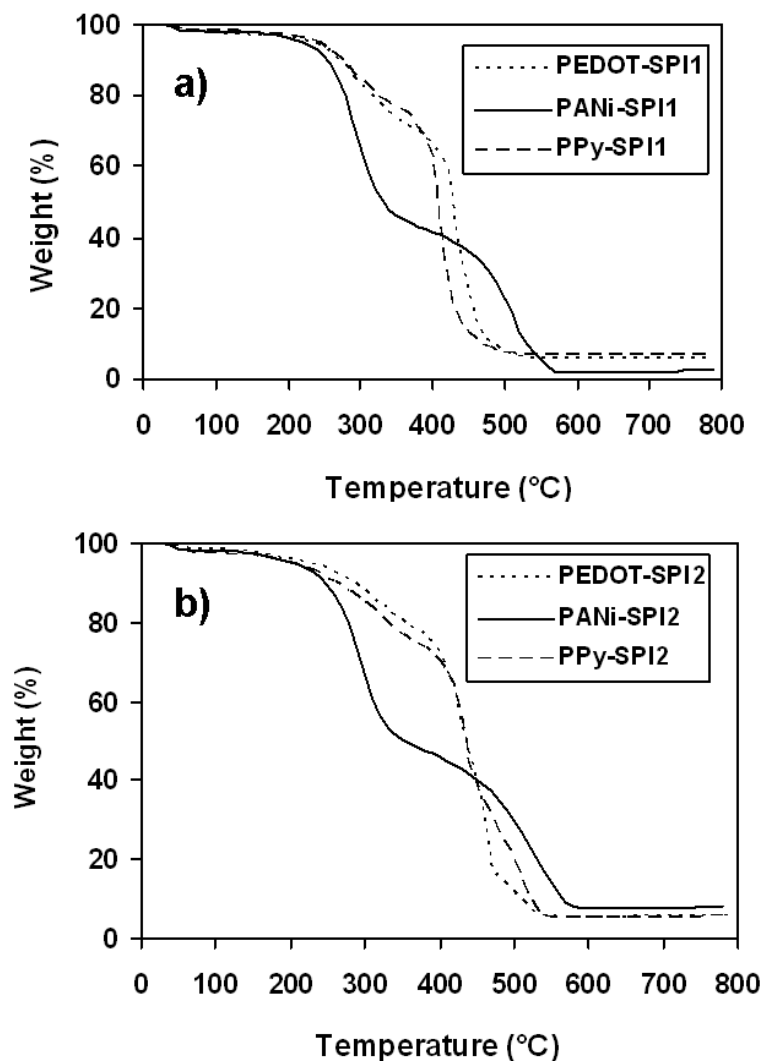 100
80
60
40
20
0
Weight (%)
a)
PEDOT-SPI1
PANi-SPI1
PPy-SPI1
0 100 200 300 400 500 600 700 800
Temperature (°C)
100
80
60
40
20
0
Weight (%)
b)
PEDOT-SPI2
PANi-SPI2
PPy-SPI2
0 100 200 300 400 500 600 700 800
Temperature (°C)